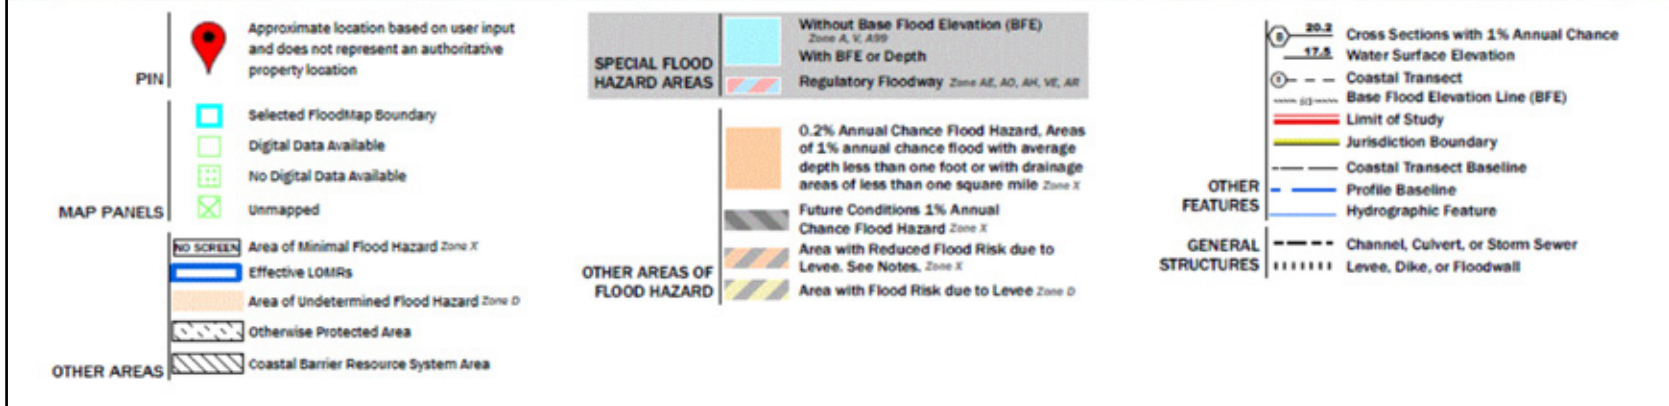 PIN
Approximate location based on user input
and does not represent an authoritative
property location
MAP PANELS
Selected FloodMap Boundary
Digital Data Available
No Digital Data Available
Unmapped
OTHER AREAS
NO SCREEN Area of Minimal Flood Hazard Zone X
Effective LOMRs
Area of Undetermined Flood Hazard Zone D
Otherwise Protected Area
Coastal Barrier Resource System Area
SPECIAL FLOOD
HAZARD AREAS
Without Base Flood Elevation (BFE)
Zone A, V, A99
With BFE or Depth
Regulatory Floodway Zone AE, AO, AH, VE, AR
OTHER AREAS OF
FLOOD HAZARD
0.2% Annual Chance Flood Hazard, Areas
of 1% annual chance flood with average
depth less than one foot or with drainage
areas of less than one square mile Zone X
Future Conditions 1% Annual
Chance Flood Hazard Zone X
Area with Reduced Flood Risk due to
Levee. See Notes. Zone X
Area with Flood Risk due to Levee Zone D
OTHER
FEATURES
20.2 Cross Sections with 1% Annual Chance
17.5 Water Surface Elevation
Coastal Transect
Base Flood Elevation Line (BFE)
Limit of Study
Jurisdiction Boundary
Coastal Transect Baseline
Profile Baseline
Hydrographic Feature
GENERAL
STRUCTURES
Channel, Culvert, or Storm Sewer
Levee, Dike, or Floodwall